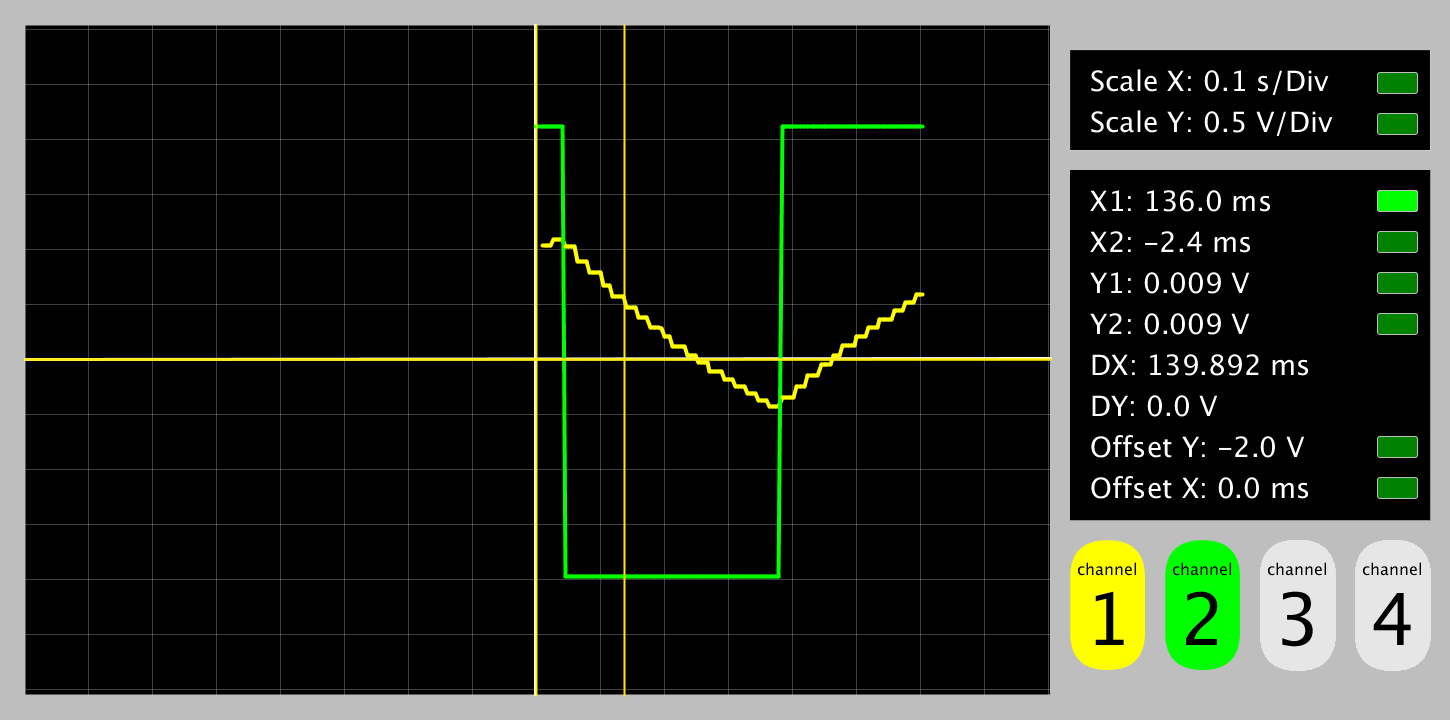 Scale X: 0.1 s/Div
Scale Y: 0.5 V/Div
X1: 136.0 ms
X2: −2.4 ms
Y1: 0.009 V
Y2: 0.009 V
DX: 139.892 ms
DY: 0.0 V
Offset Y: −2.0 V
Offset X: 0.0 ms
channel channel channel channel
1 2 3 4